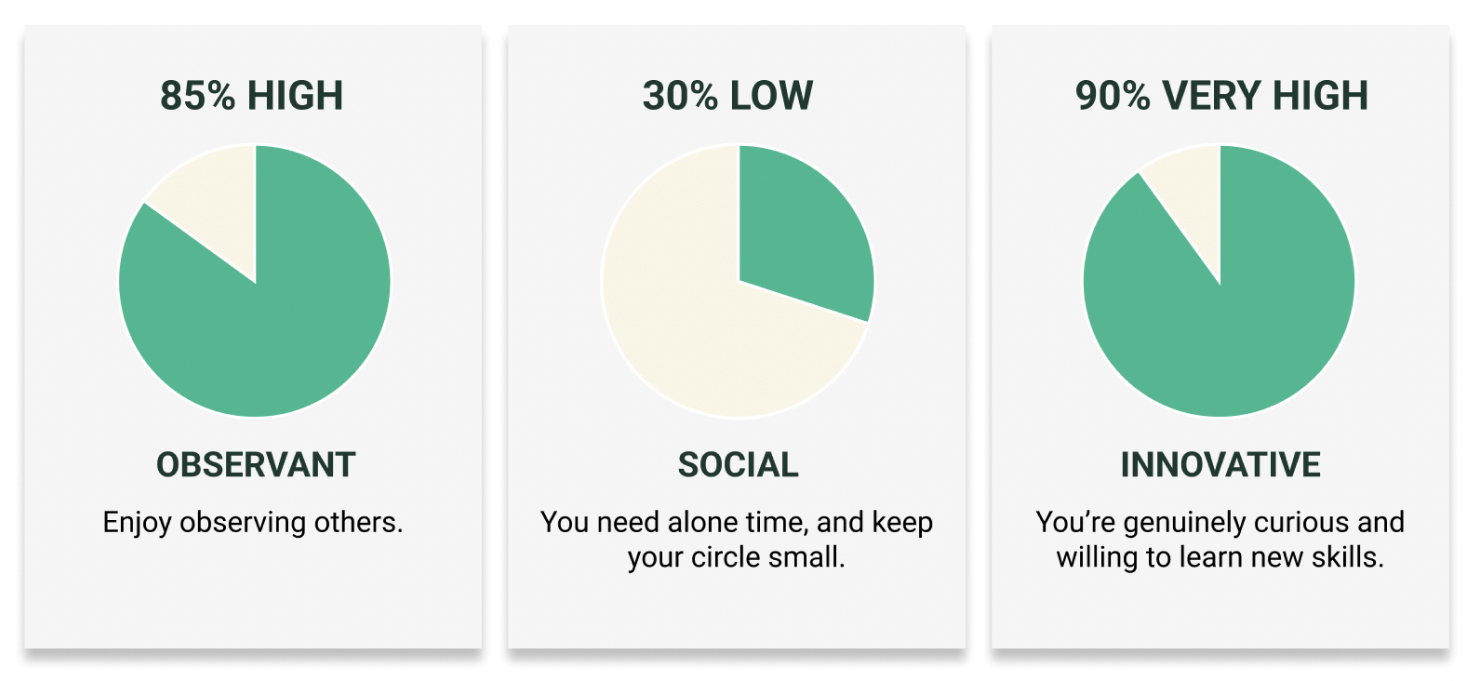 85% HIGH
OBSERVANT
Enjoy observing others.
30% LOW
SOCIAL
You need alone time, and keep
your circle small.
90% VERY HIGH
INNOVATIVE
You’re genuinely curious and
willing to learn new skills.